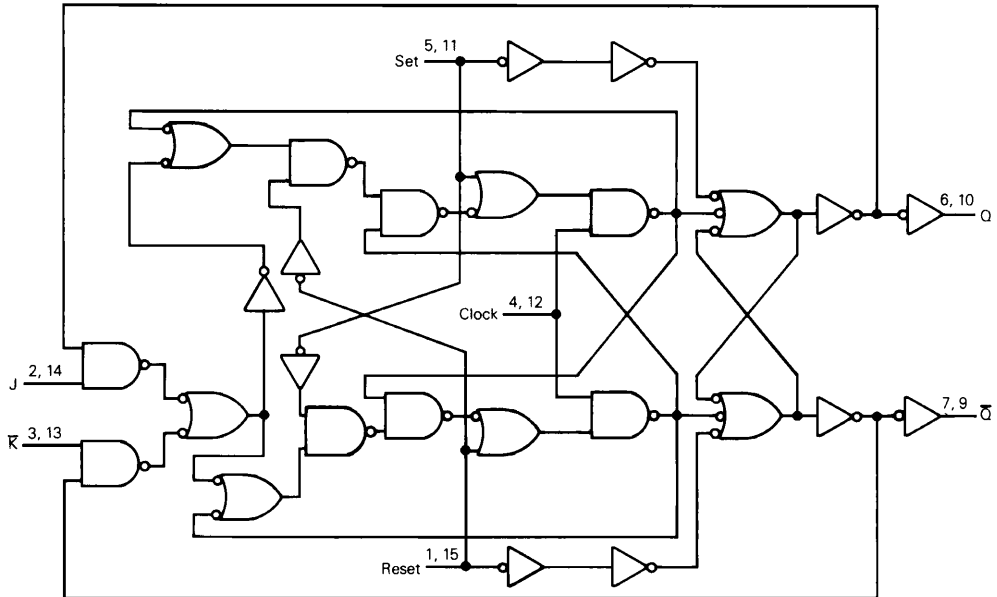 5, 11
Set
6, 10
Q
4, 12
Clock
2, 14
J
3, 13
K̅
7, 9
Q̅
1, 15
Reset